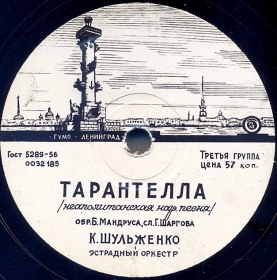 ГУМП - ЛЕНИНГРАД
ГОСТ 5289-56
0032185
ТРЕТЬЯ ГРУППА
ЦЕНА 57 коп.
ТАРАНТЕЛЛА
/неаполитанская нар. песня/
ОБР. Б. МАНДРУСА, СЛ. Г. ШАРГОВА
К. ШУЛЬЖЕНКО
ЭСТРАДНЫЙ ОРКЕСТР